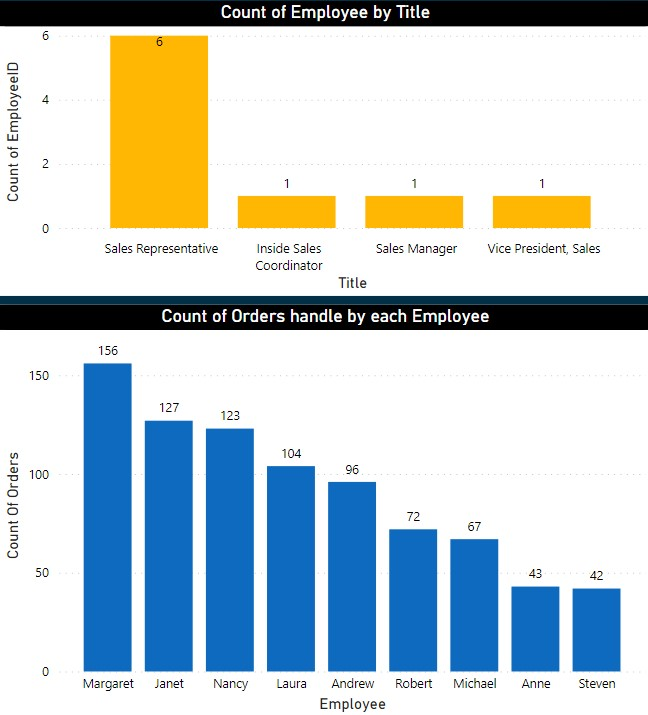 Count of Employee by Title
Count of EmployeeID
6
4
2
0
6
1
1
1
Sales Representative
Inside Sales
Coordinator
Sales Manager
Vice President, Sales
Title
Count of Orders handle by each Employee
Count Of Orders
150
100
50
0
156
127
123
104
96
72
67
43
42
Margaret
Janet
Nancy
Laura
Andrew
Robert
Michael
Anne
Steven
Employee